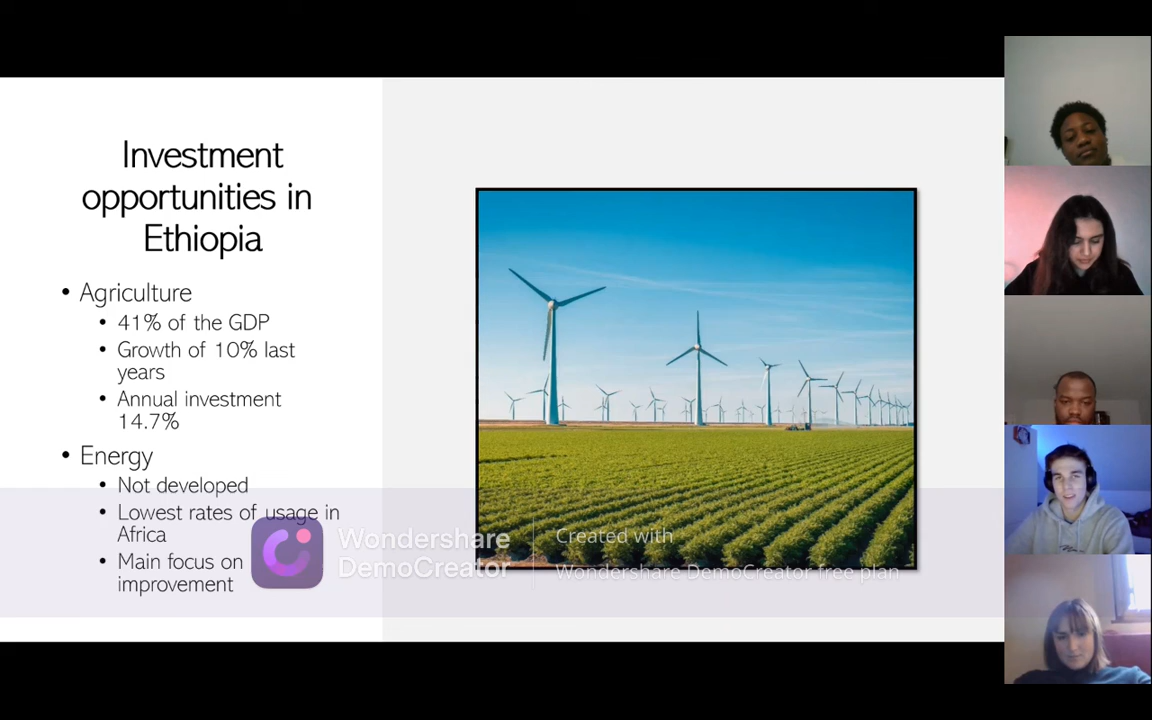 Investment
opportunities in
Ethiopia
• Agriculture
• 41% of the GDP
• Growth of 10% last
years
• Annual investment
14.7%
• Energy
• Not developed
• Lowest rates of usage in
Africa
• Main focus on
improvement
Wondershare
DemoCreator
Created with
Wondershare DemoCreator free plan